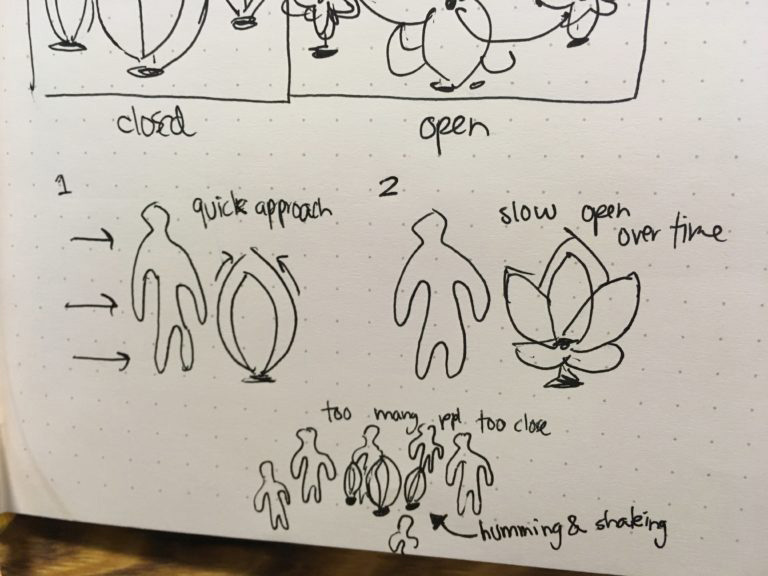 closed
open
1
quick approach
2
slow open
over time
too many ppl too close
humming & shaking